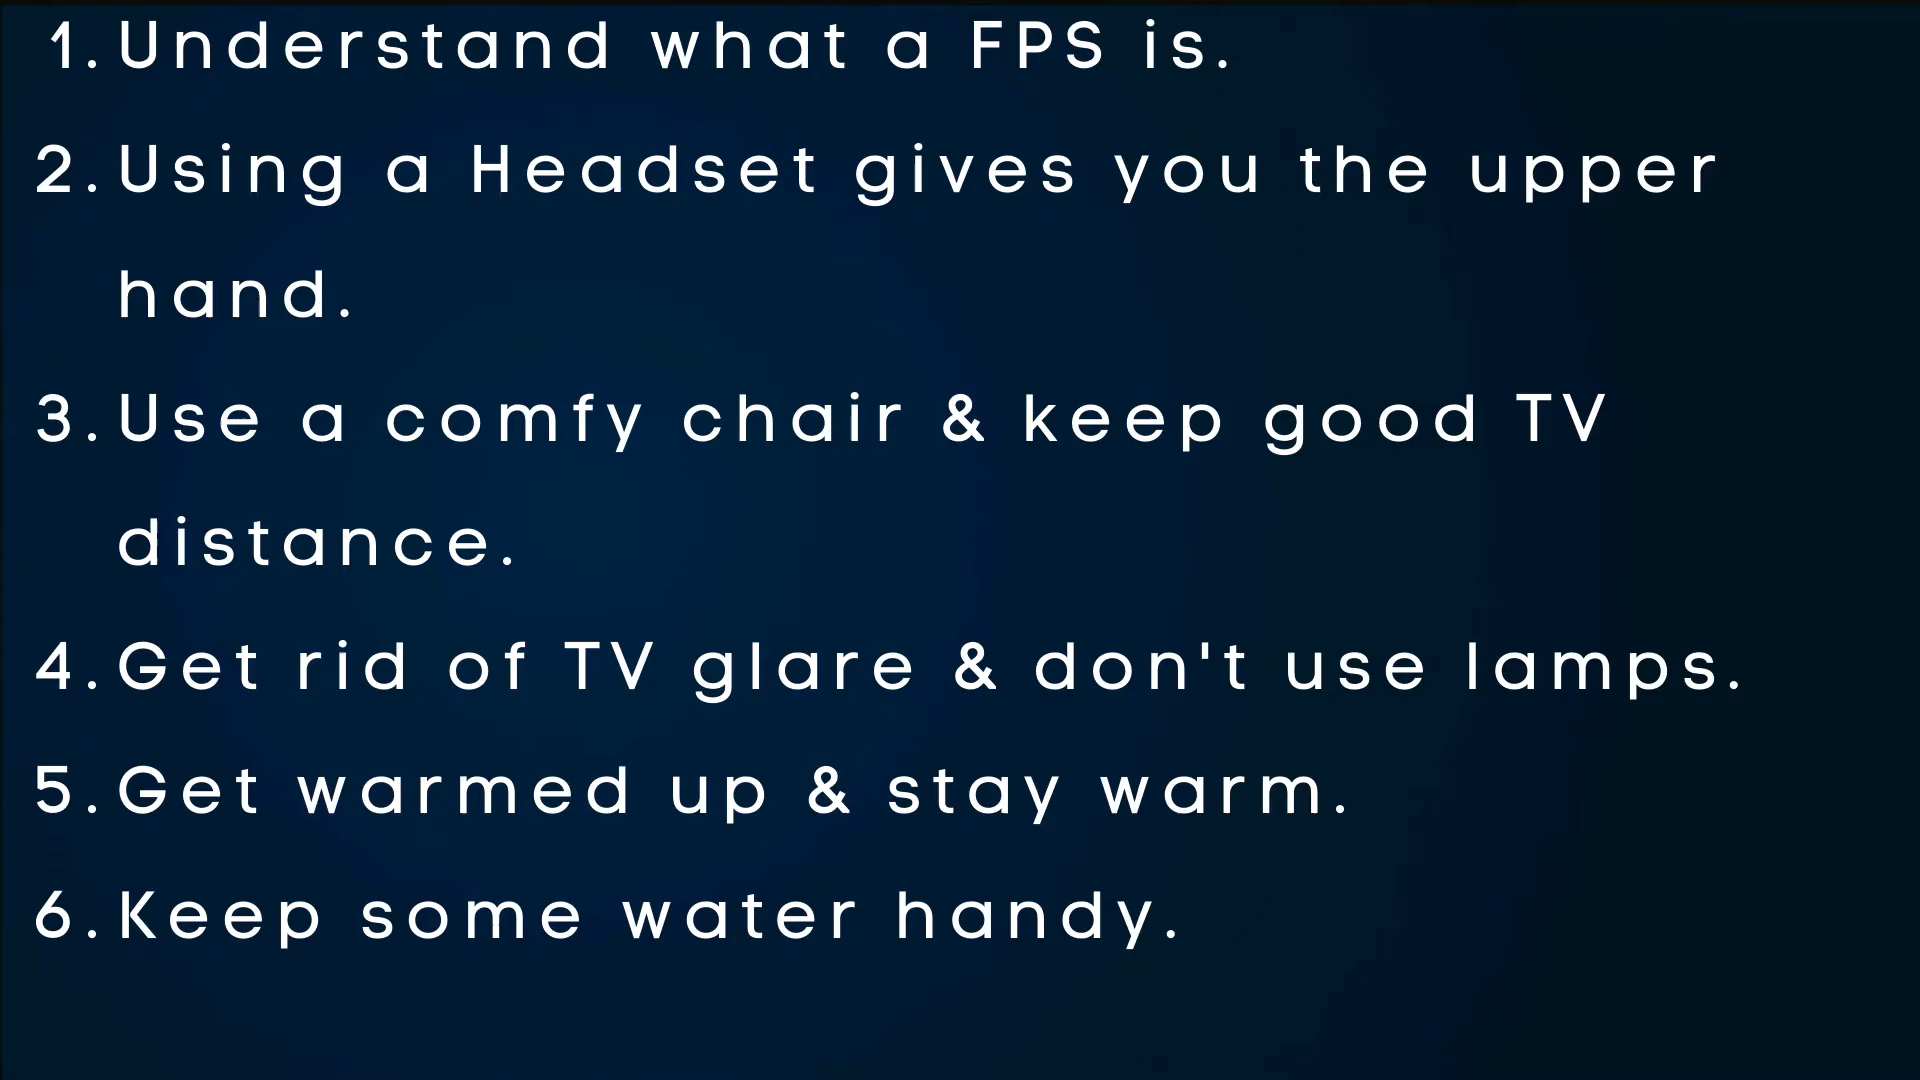 1. Understand what a FPS is.
2. Using a Headset gives you the upper
hand.
3. Use a comfy chair & keep good TV
distance.
4. Get rid of TV glare & don't use lamps.
5. Get warmed up & stay warm.
6. Keep some water handy.